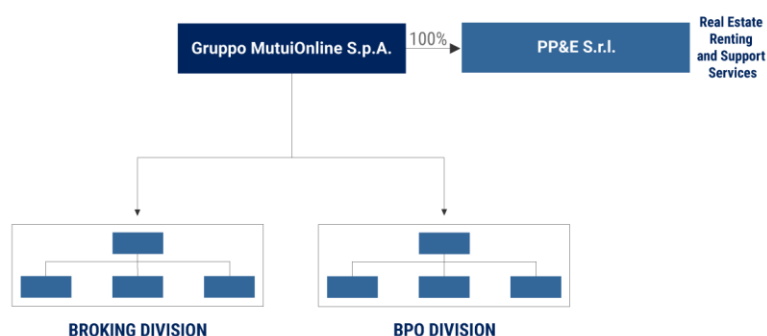 Gruppo MutuiOnline S.p.A.
100%
PP&E S.r.l.
Real Estate
Renting
and Support
Services
BROKING DIVISION
BPO DIVISION